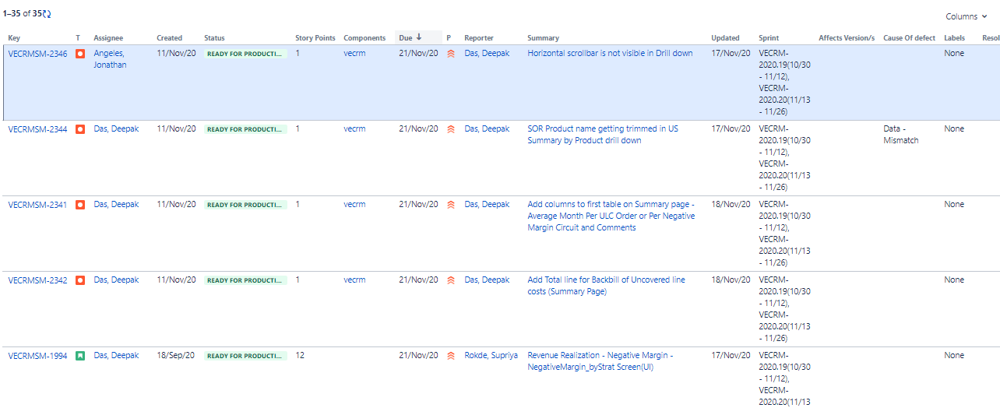 1–35 of 35
Columns
Key T Assignee Created Status Story Points Components Due P Reporter Summary Updated Sprint Affects Version/s Cause Of defect Labels Resol
VECRMSM-2346 Angeles, 11/Nov/20 READY FOR PRODUCTI... 1 vecrm 21/Nov/20 Das, Deepak Horizontal scrollbar is not visible in Drill down 17/Nov/20 VECRM- None
Jonathan 2020.19(10/30
- 11/12),
VECRM-
2020.20(11/13
- 11/26)
VECRMSM-2344 Das, Deepak 11/Nov/20 READY FOR PRODUCTI... 1 vecrm 21/Nov/20 Das, Deepak SOR Product name getting trimmed in US 17/Nov/20 VECRM- Data - None
Summary by Product drill down 2020.19(10/30 Mismatch
- 11/12),
VECRM-
2020.20(11/13
- 11/26)
VECRMSM-2341 Das, Deepak 11/Nov/20 READY FOR PRODUCTI... 1 vecrm 21/Nov/20 Das, Deepak Add columns to first table on Summary page - 18/Nov/20 VECRM- None
Average Month Per ULC Order or Per Negative 2020.19(10/30
Margin Circuit and Comments - 11/12),
VECRM-
2020.20(11/13
- 11/26)
VECRMSM-2342 Das, Deepak 11/Nov/20 READY FOR PRODUCTI... 1 vecrm 21/Nov/20 Das, Deepak Add Total line for Backbill of Uncovered line 18/Nov/20 VECRM- None
costs (Summary Page) 2020.19(10/30
- 11/12),
VECRM-
2020.20(11/13
- 11/26)
VECRMSM-1994 Das, Deepak 18/Sep/20 READY FOR PRODUCTI... 12 21/Nov/20 Rokde, Supriya Revenue Realization - Negative Margin - 17/Nov/20 VECRM- None
NegativeMargin_byStrat Screen(UI) 2020.19(10/30
- 11/12),
VECRM-
2020.20(11/13